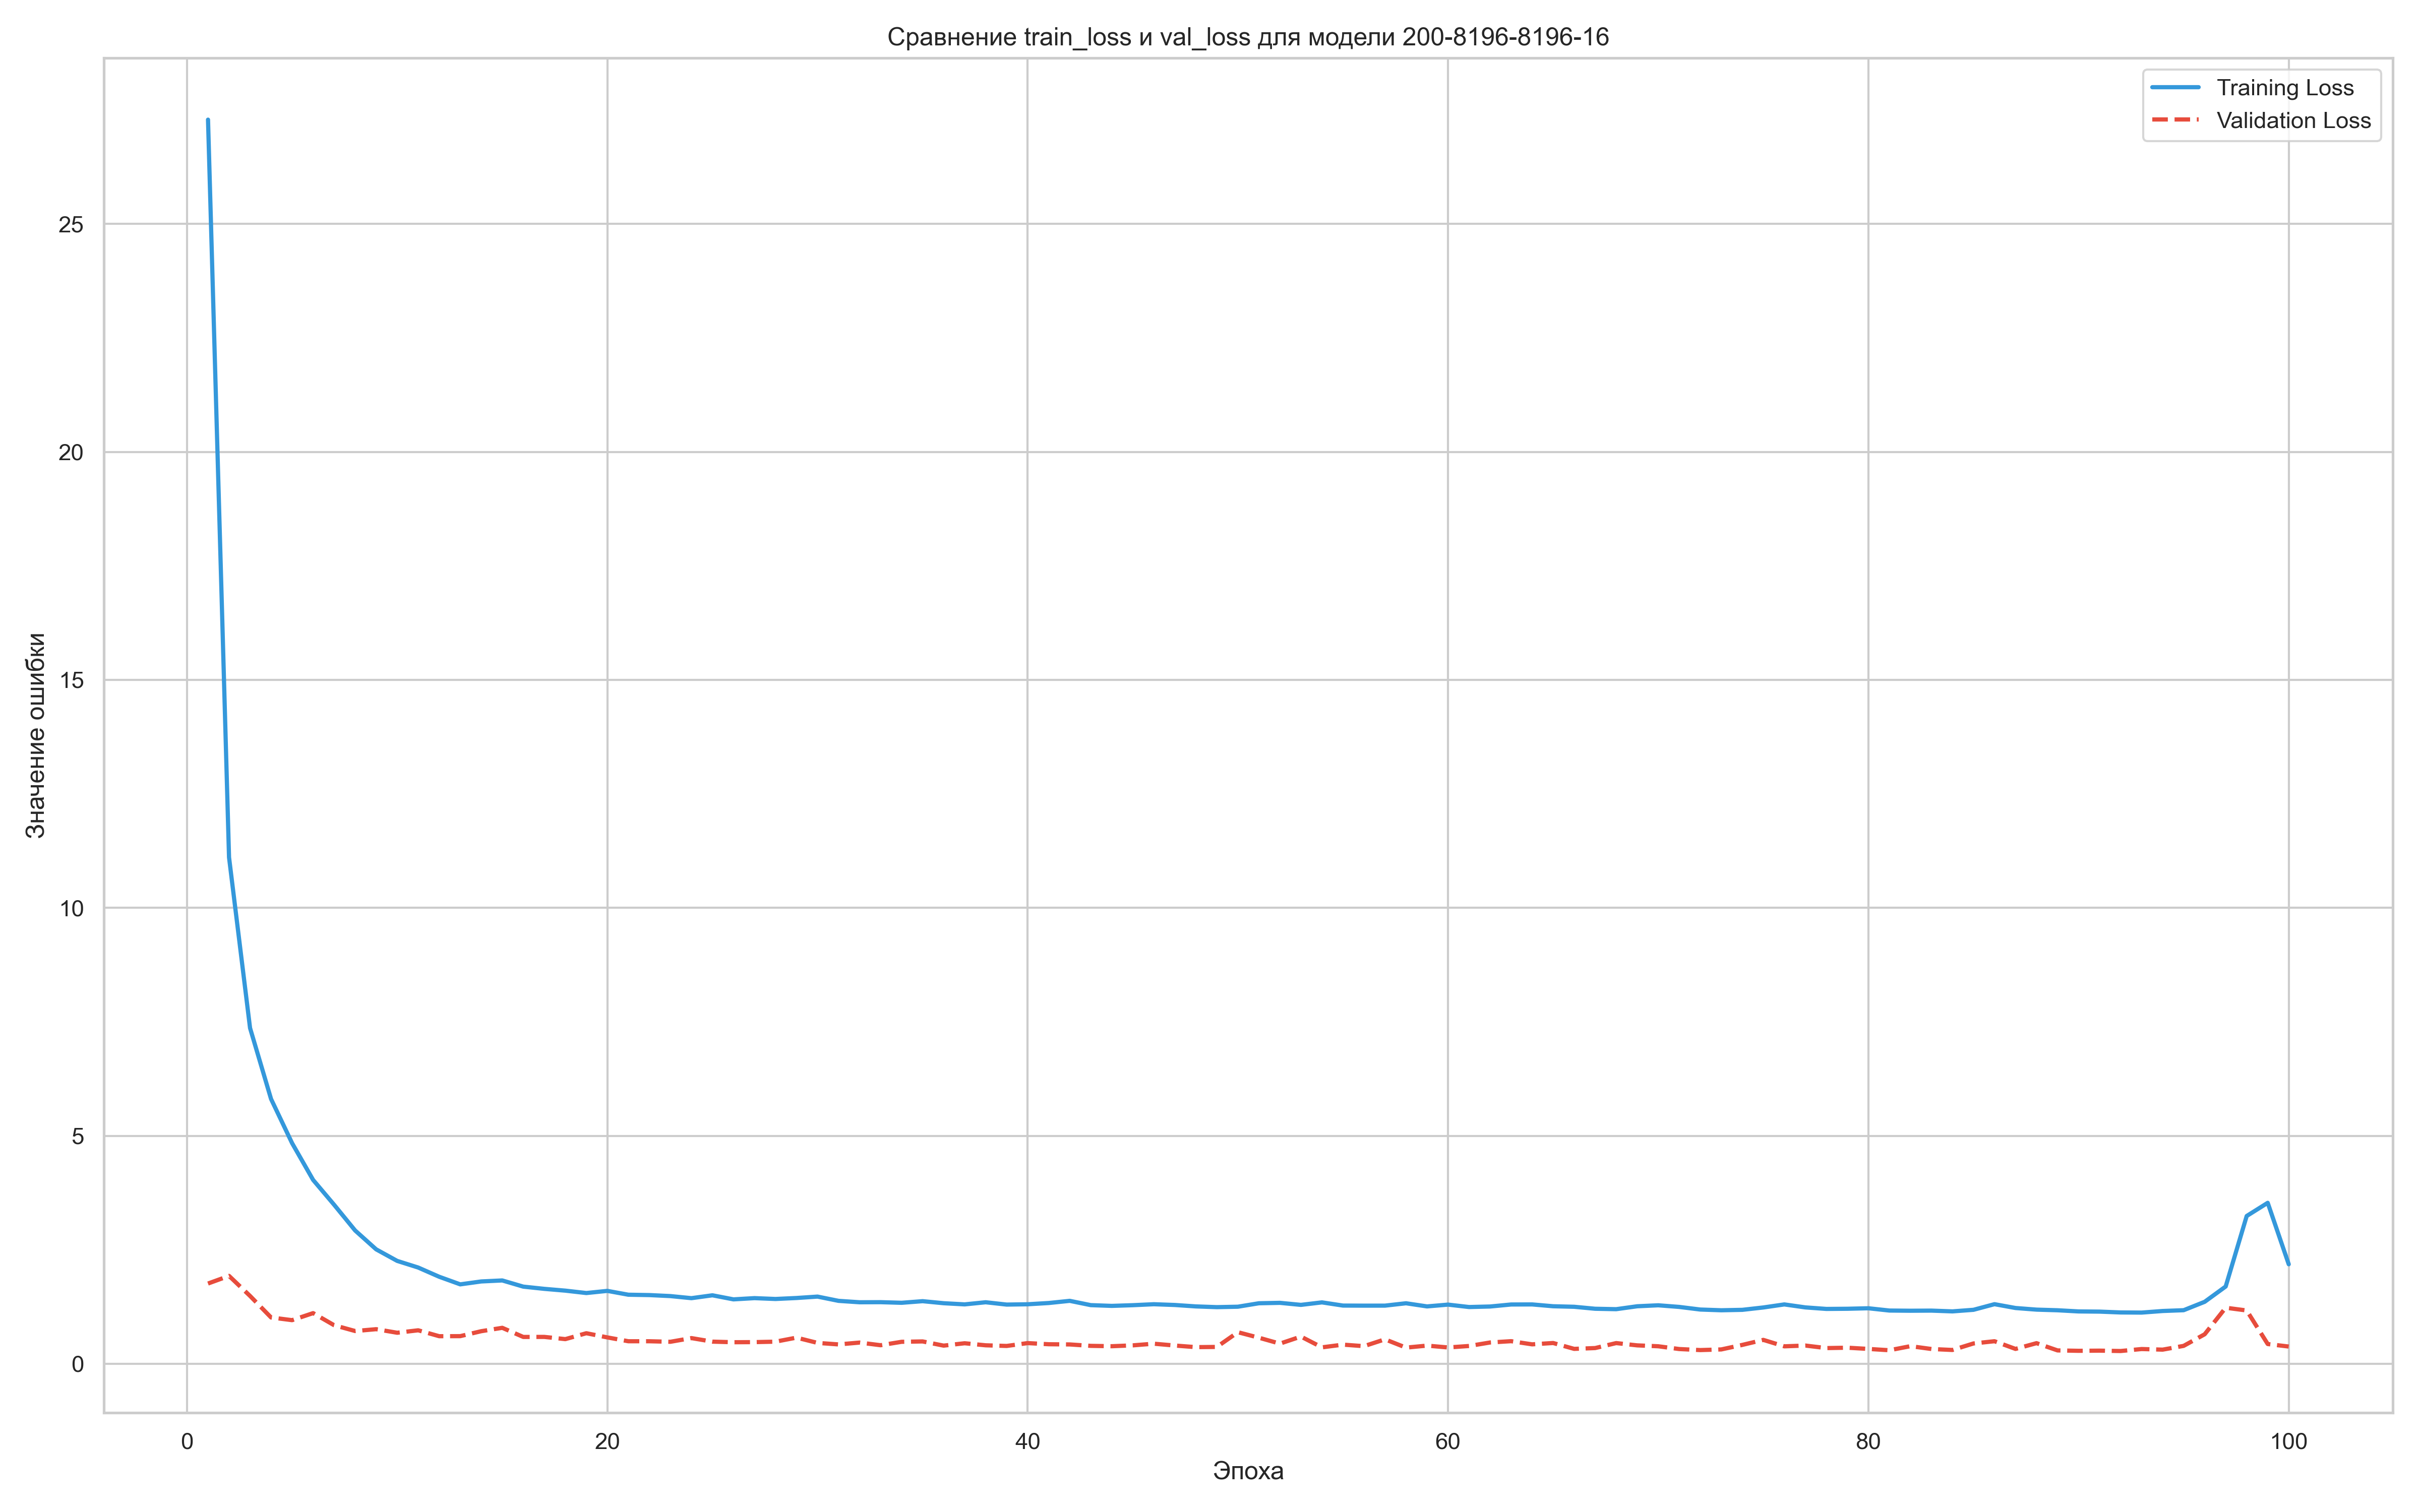 Сравнение train_loss и val_loss для модели 200-8196-8196-16
Training Loss
Validation Loss
25
20
15
10
5
0
Значение ошибки
0 20 40 60 80 100
Эпоха